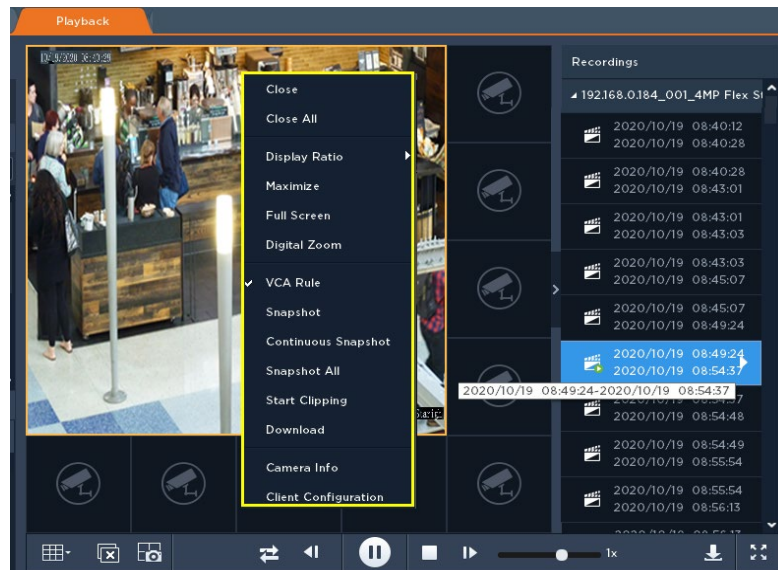 Playback
Recordings
192.168.0.184_001_4MP Flex St
2020/10/19 08:40:12
2020/10/19 08:40:28
2020/10/19 08:40:28
2020/10/19 08:43:01
2020/10/19 08:43:01
2020/10/19 08:43:03
2020/10/19 08:43:03
2020/10/19 08:45:07
2020/10/19 08:45:07
2020/10/19 08:49:24
2020/10/19 08:49:24
2020/10/19 08:54:37
2020/10/19 08:49:24-2020/10/19 08:54:37
2020/10/19 08:54:48
2020/10/19 08:54:49
2020/10/19 08:55:54
2020/10/19 08:55:54
2020/10/19 08:56:13
Close
Close All
Display Ratio
Maximize
Full Screen
Digital Zoom
VCA Rule
Snapshot
Continuous Snapshot
Snapshot All
Start Clipping
Download
Camera Info
Client Configuration
1x